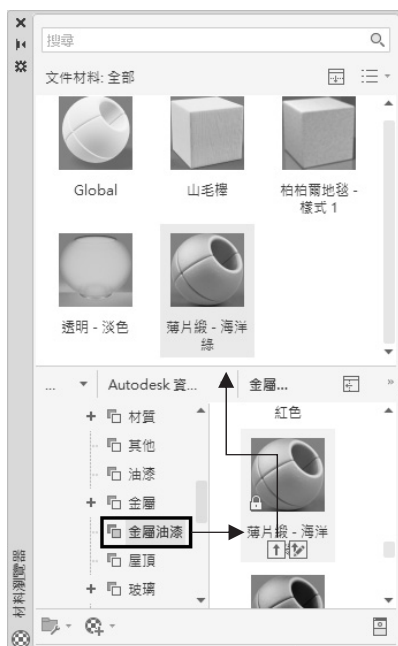 搜尋
文件材料: 全部
Global
山毛櫸
柏柏爾地毯 -
樣式 1
透明 - 淡色
薄片緞 - 海洋
綠
...
Autodesk 資...
金屬...
»
材質
其他
油漆
金屬
金屬油漆
屋頂
玻璃
紅色
薄片緞 - 海洋
材料瀏覽器